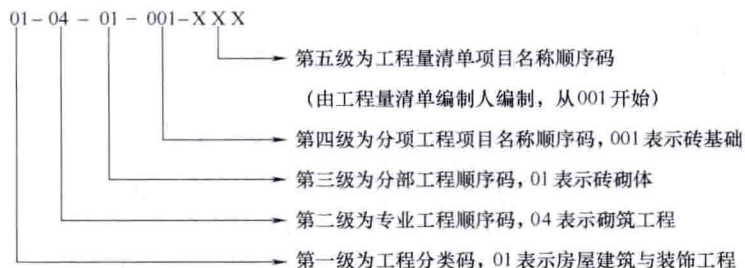 01-04-01-001-XXX
第五级为工程量清单项目名称顺序码
（由工程量清单编制人编制，从001开始）
第四级为分项工程项目名称顺序码，001表示砖基础
第三级为分部工程顺序码，01表示砖砌体
第二级为专业工程顺序码，04表示砌筑工程
第一级为工程分类码，01表示房屋建筑与装饰工程